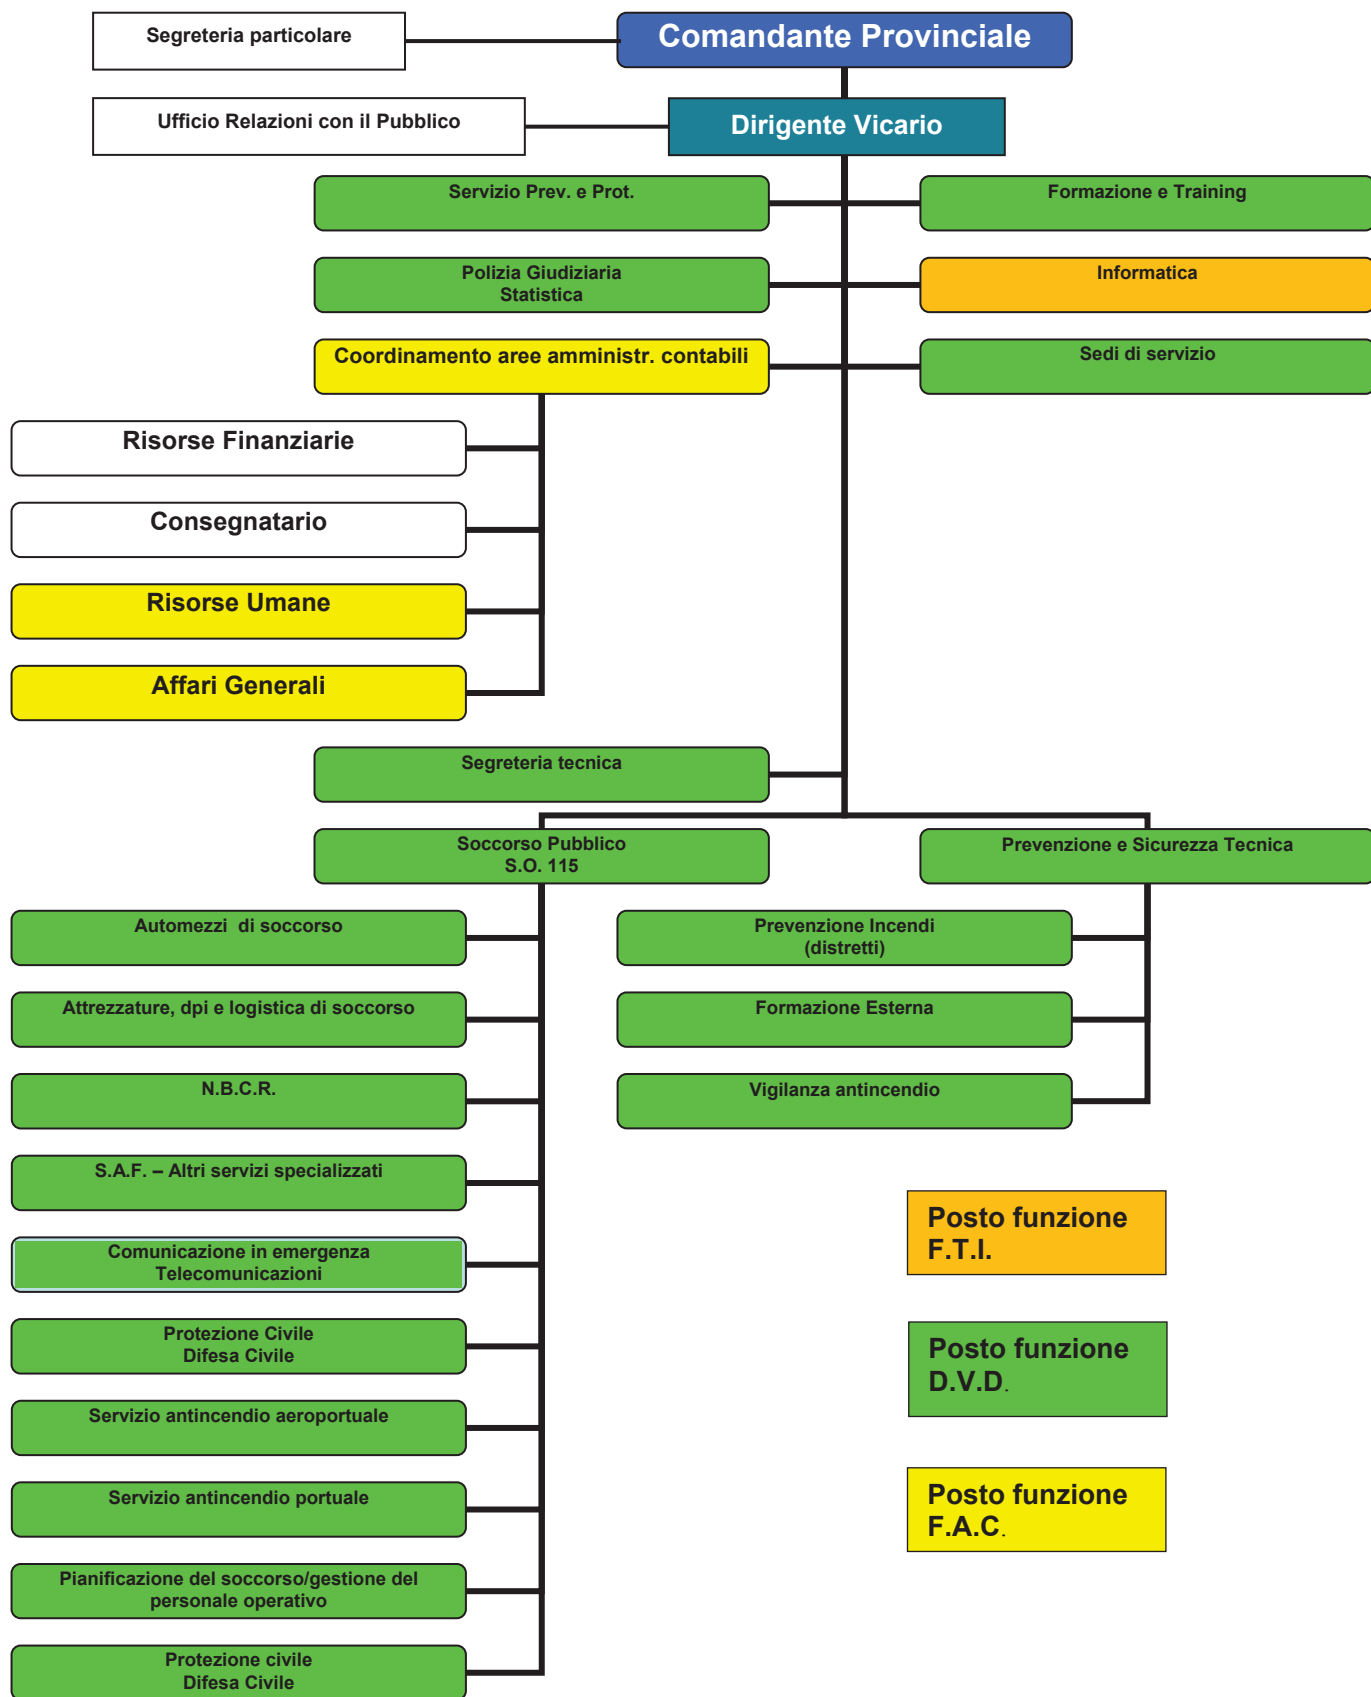 Segreteria particolare
Comandante Provinciale
Ufficio Relazioni con il Pubblico
Dirigente Vicario
Servizio Prev. e Prot.
Formazione e Training
Polizia Giudiziaria
Statistica
Informatica
Coordinamento aree amministr. contabili
Sedi di servizio
Risorse Finanziarie
Consegnatario
Risorse Umane
Affari Generali
Segreteria tecnica
Soccorso Pubblico
S.O. 115
Prevenzione e Sicurezza Tecnica
Automezzi  di soccorso
Attrezzature, dpi e logistica di soccorso
N.B.C.R.
S.A.F. – Altri servizi specializzati
Comunicazione in emergenza
Telecomunicazioni
Protezione Civile
Difesa Civile
Servizio antincendio aeroportuale
Servizio antincendio portuale
Pianificazione del soccorso/gestione del
personale operativo
Protezione civile
Difesa Civile
Prevenzione Incendi
(distretti)
Formazione Esterna
Vigilanza antincendio
Posto funzione
F.T.I.
Posto funzione
D.V.D.
Posto funzione
F.A.C.